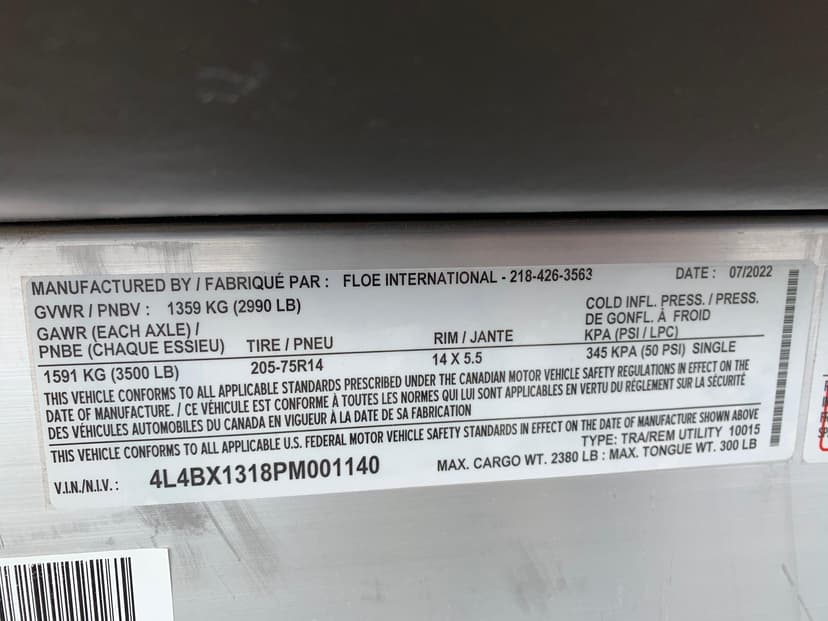 MANUFACTURED BY / FABRIQUÉ PAR : FLOE INTERNATIONAL - 218-426-3563 DATE : 07/2022
GVWR / PNBV : 1359 KG (2990 LB)
COLD INFL. PRESS. / PRESS.
DE GONFL. À FROID
GAWR (EACH AXLE) /
PNBE (CHAQUE ESSIEU) TIRE / PNEU RIM / JANTE KPA (PSI / LPC)
1591 KG (3500 LB) 205-75R14 14 X 5.5 345 KPA (50 PSI) SINGLE
THIS VEHICLE CONFORMS TO ALL APPLICABLE STANDARDS PRESCRIBED UNDER THE CANADIAN MOTOR VEHICLE SAFETY REGULATIONS IN EFFECT ON THE
DATE OF MANUFACTURE. / CE VÉHICULE EST CONFORME À TOUTES LES NORMES QUI LUI SONT APPLICABLES EN VERTU DU RÈGLEMENT SUR LA SÉCURITÉ
DES VÉHICULES AUTOMOBILES DU CANADA EN VIGUEUR À LA DATE DE SA FABRICATION
THIS VEHICLE CONFORMS TO ALL APPLICABLE U.S. FEDERAL MOTOR VEHICLE SAFETY STANDARDS IN EFFECT ON THE DATE OF MANUFACTURE SHOWN ABOVE
TYPE: TRA/REM UTILITY 10015
V.I.N./N.I.V.: 4L4BX1318PM001140 MAX. CARGO WT. 2380 LB : MAX. TONGUE WT. 300 LB